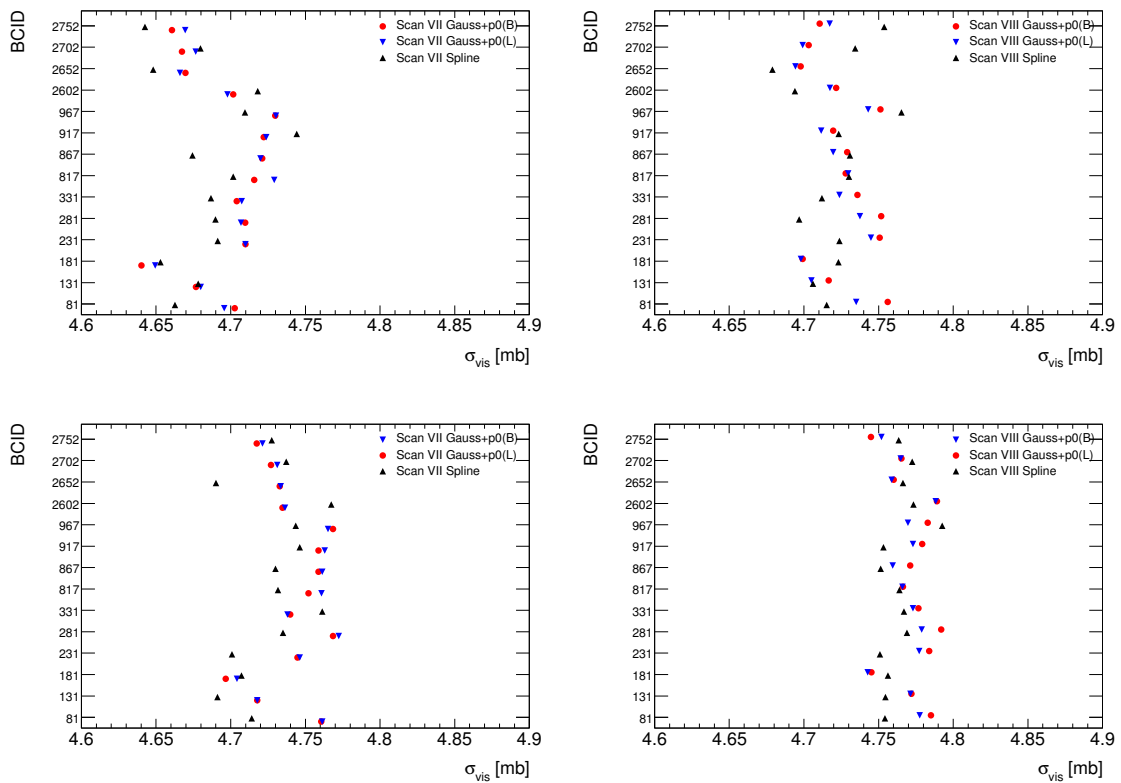 BCID
2752
2702
2652
2602
967
917
867
817
331
281
231
181
131
81
4.6 4.65 4.7 4.75 4.8 4.85 4.9
σvis [mb]
Scan VII Gauss+p0(B)
Scan VII Gauss+p0(L)
Scan VII Spline
BCID
2752
2702
2652
2602
967
917
867
817
331
281
231
181
131
81
4.6 4.65 4.7 4.75 4.8 4.85 4.9
σvis [mb]
Scan VIII Gauss+p0(B)
Scan VIII Gauss+p0(L)
Scan VIII Spline
BCID
2752
2702
2652
2602
967
917
867
817
331
281
231
181
131
81
4.6 4.65 4.7 4.75 4.8 4.85 4.9
σvis [mb]
Scan VII Gauss+p0(B)
Scan VII Gauss+p0(L)
Scan VII Spline
BCID
2752
2702
2652
2602
967
917
867
817
331
281
231
181
131
81
4.6 4.65 4.7 4.75 4.8 4.85 4.9
σvis [mb]
Scan VIII Gauss+p0(B)
Scan VIII Gauss+p0(L)
Scan VIII Spline